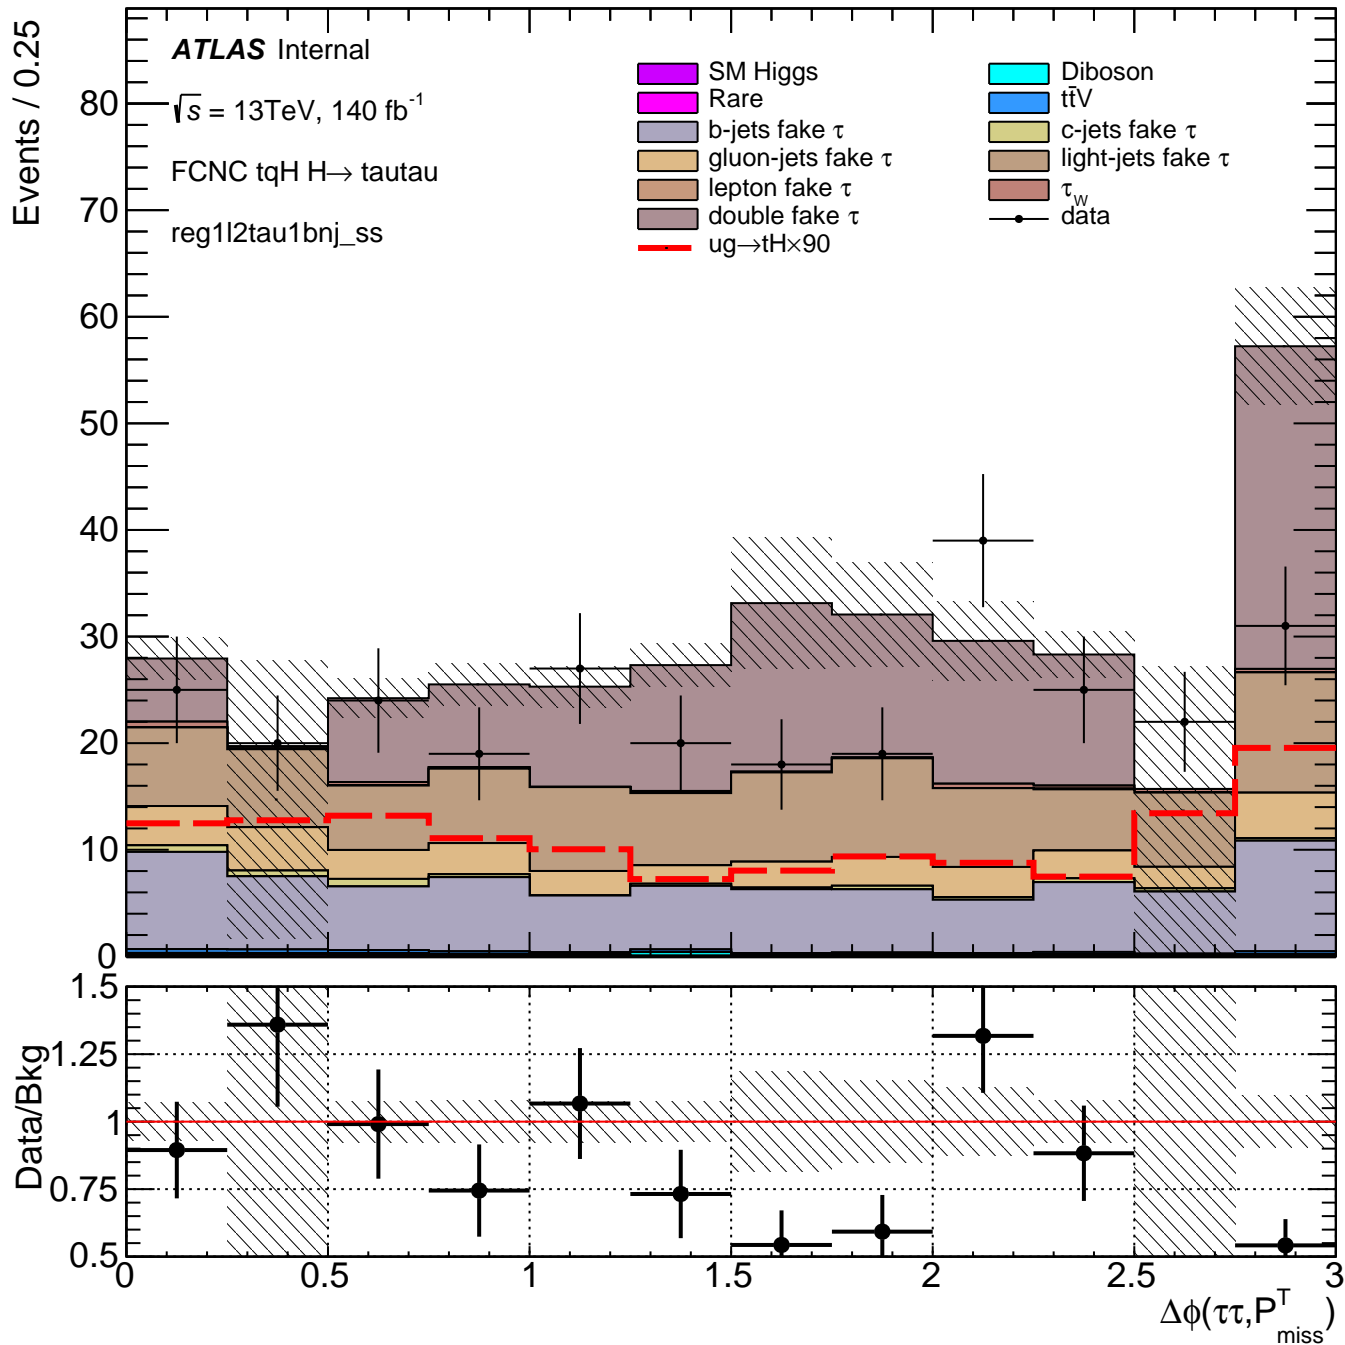 Events / 0.25
ATLAS Internal
√s = 13TeV, 140 fb⁻¹
FCNC tqH H→ tautau
reg1l2tau1bnj_ss
SM Higgs
Diboson
Rare
tt̄V
b-jets fake τ
c-jets fake τ
gluon-jets fake τ
light-jets fake τ
lepton fake τ
τ_W
double fake τ
data
ug→tH×90
80
70
60
50
40
30
20
10
0
Data/Bkg
1.5
1.25
1
0.75
0.5
0 0.5 1 1.5 2 2.5 3
Δφ(ττ,P^T_miss)